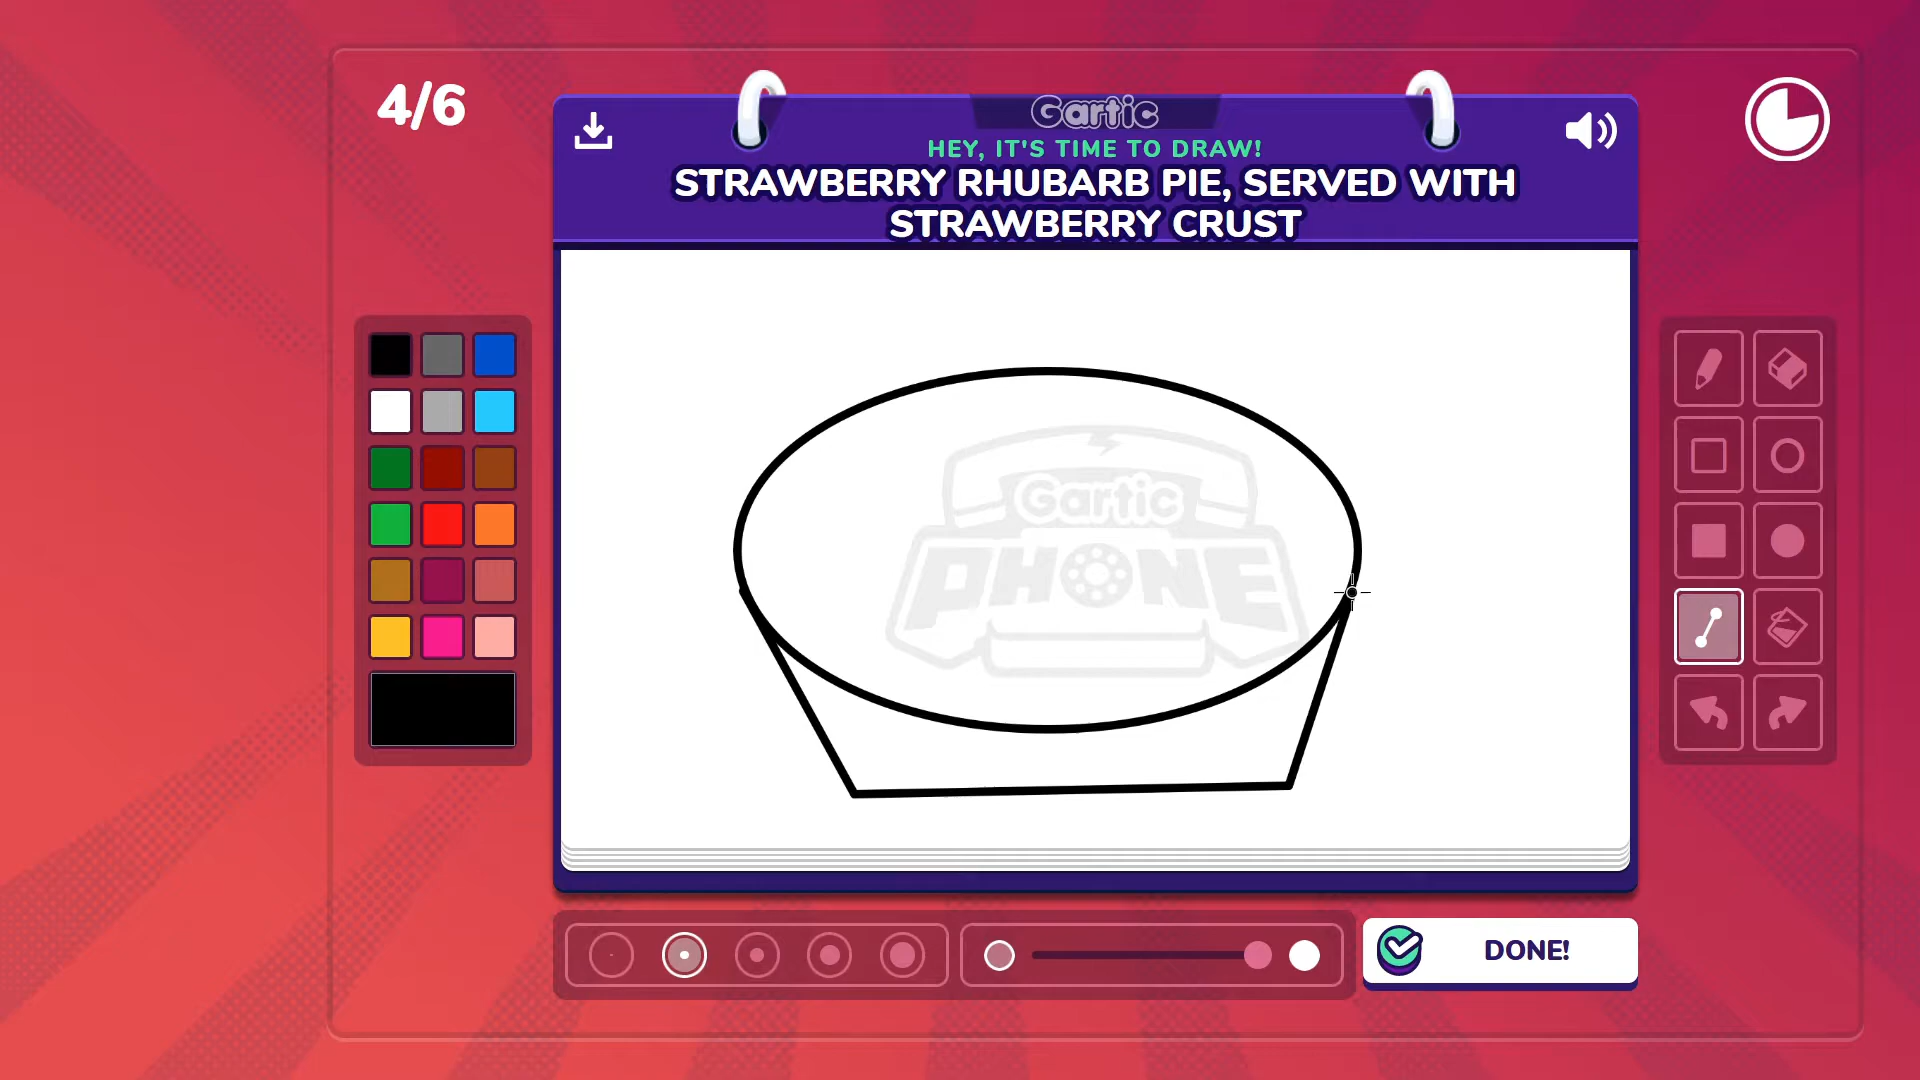 4/6
Gartic
HEY, IT'S TIME TO DRAW!
STRAWBERRY RHUBARB PIE, SERVED WITH
STRAWBERRY CRUST
Gartic
PHONE
DONE!